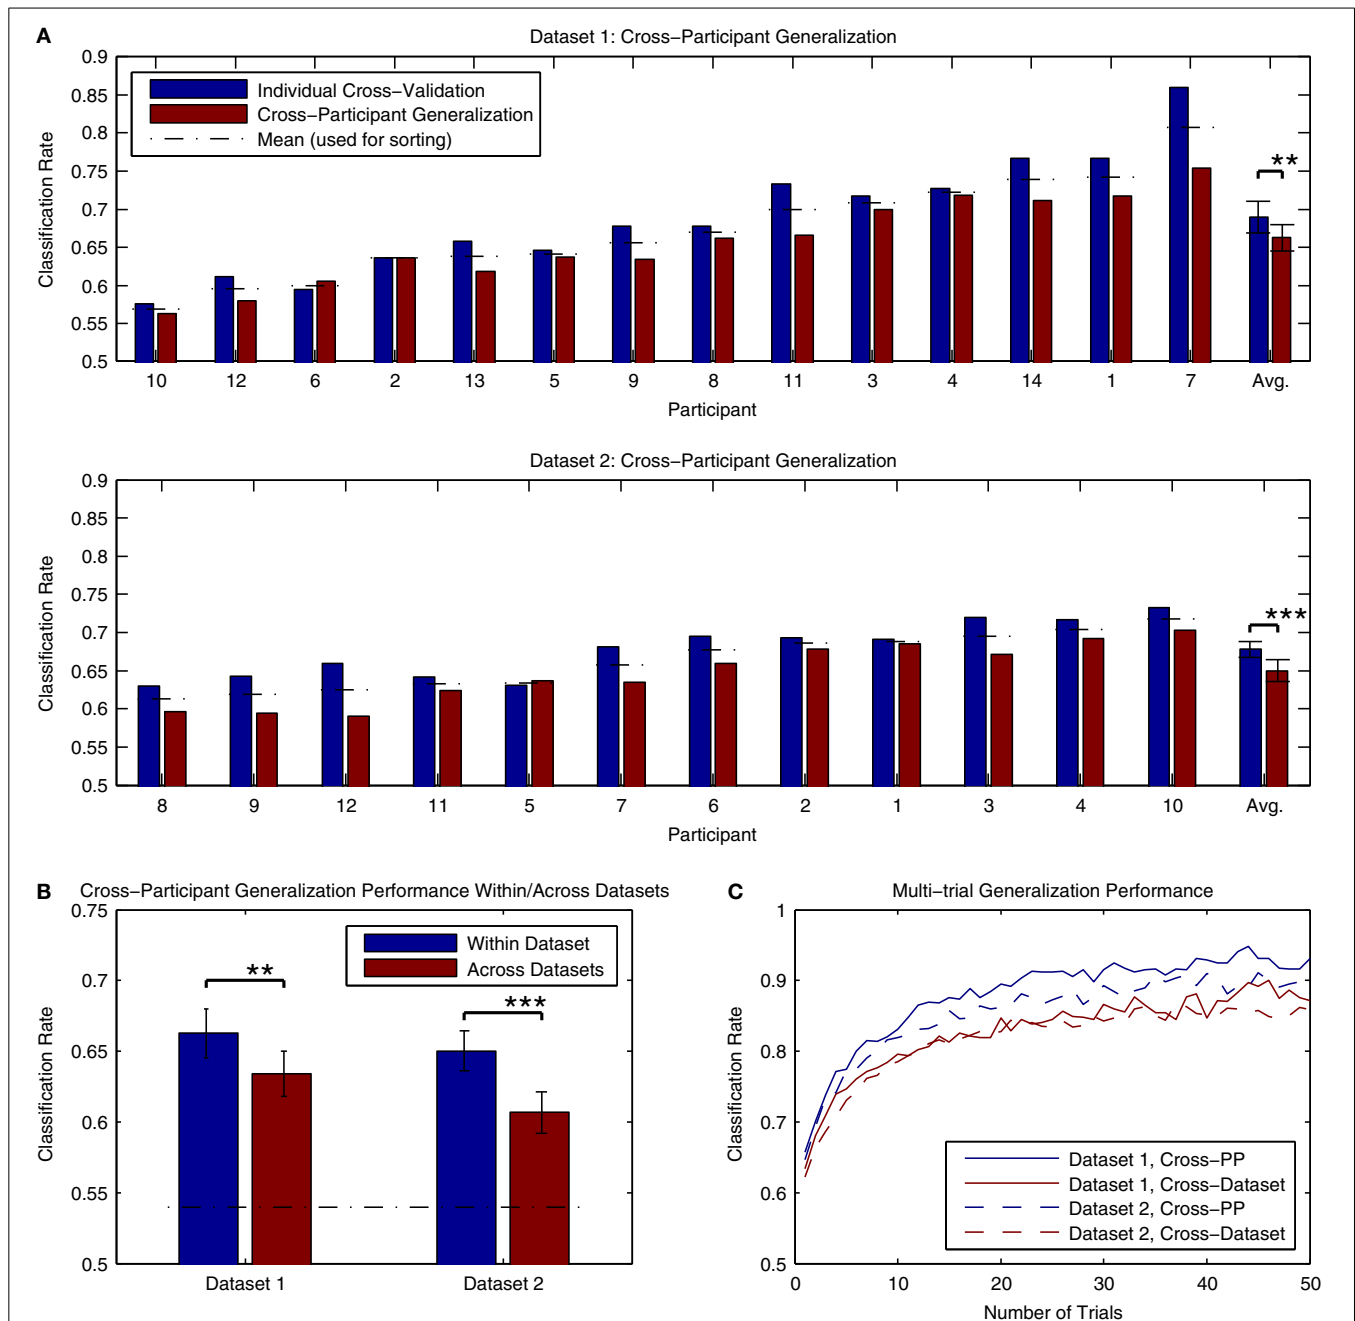 A
Dataset 1: Cross−Participant Generalization
0.9
0.85
0.8
0.75
0.7
0.65
0.6
0.55
0.5
Classification Rate
Individual Cross−Validation
Cross−Participant Generalization
Mean (used for sorting)
**
10 12 6 2 13 5 9 8 11 3 4 14 1 7 Avg.
Participant
Dataset 2: Cross−Participant Generalization
0.9
0.85
0.8
0.75
0.7
0.65
0.6
0.55
0.5
Classification Rate
***
8 9 12 11 5 7 6 2 1 3 4 10 Avg.
Participant
B
Cross−Participant Generalization Performance Within/Across Datasets
0.75
0.7
0.65
0.6
0.55
0.5
Classification Rate
Within Dataset
Across Datasets
**
***
Dataset 1 Dataset 2
C
Multi−trial Generalization Performance
1
0.9
0.8
0.7
0.6
0.5
Classification Rate
Dataset 1, Cross−PP
Dataset 1, Cross−Dataset
Dataset 2, Cross−PP
Dataset 2, Cross−Dataset
0 10 20 30 40 50
Number of Trials